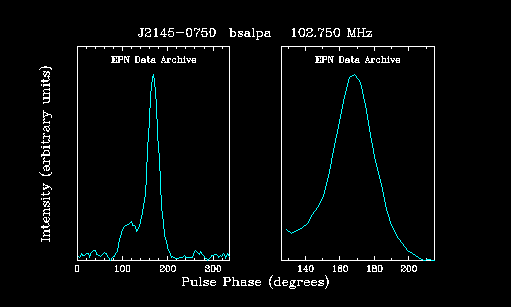 J2145-0750 bsalpa 102.750 MHz
EPN Data Archive
EPN Data Archive
Intensity (arbitrary units)
0 100 200 300
140 160 180 200
Pulse Phase (degrees)